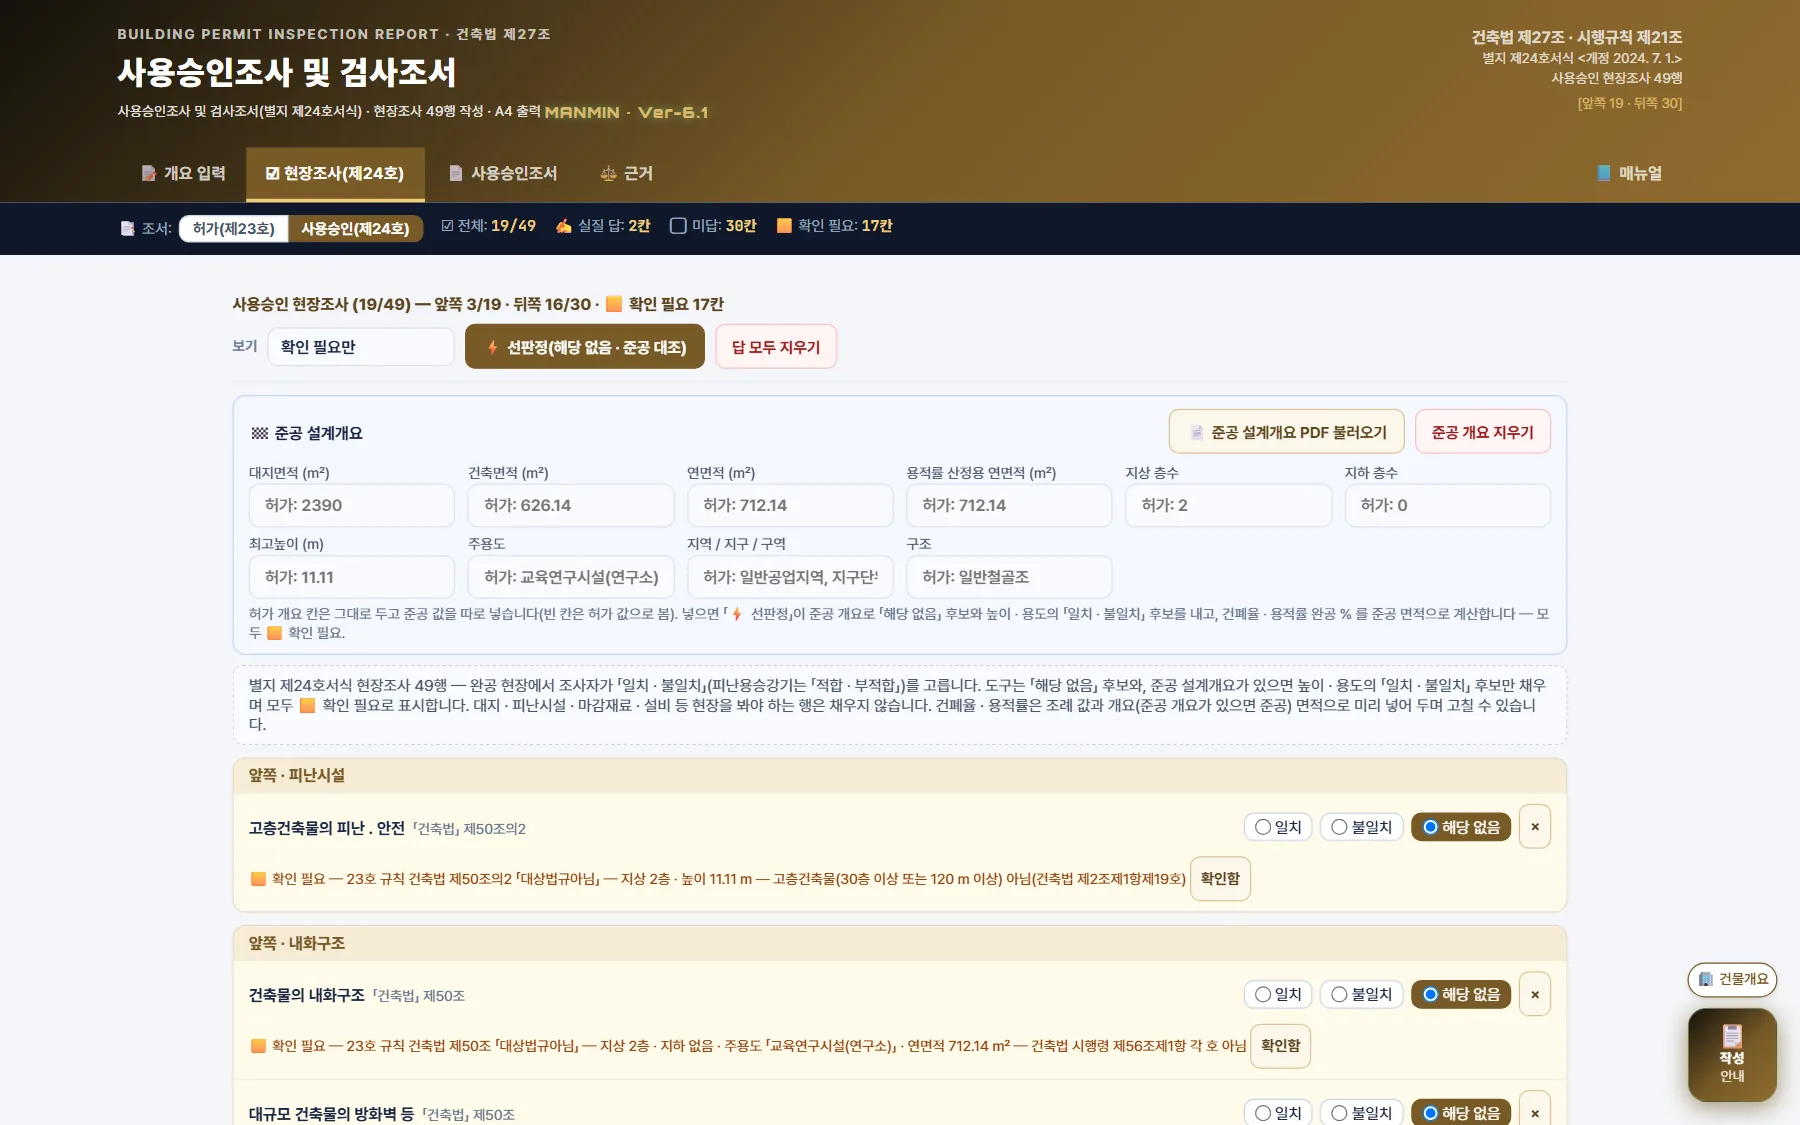 BUILDING PERMIT INSPECTION REPORT · 건축법 제27조
사용승인조사 및 검사조서
사용승인조사 및 검사조서(별지 제24호서식) · 현장조사 49행 작성 · A4 출력 MANMIN · Ver-6.1
건축법 제27조 · 시행규칙 제21조
별지 제24호서식 <개정 2024. 7. 1.>
사용승인 현장조사 49행
[앞쪽 19 · 뒤쪽 30]
개요 입력
☑ 현장조사(제24호)
사용승인조서
근거
매뉴얼
조서: 허가(제23호) 사용승인(제24호) ☑ 전체: 19/49 실질 답: 2칸 미답: 30칸 확인 필요: 17칸
사용승인 현장조사 (19/49) — 앞쪽 3/19 · 뒤쪽 16/30 · 🟧 확인 필요 17칸
보기 확인 필요만 ⚡ 선판정(해당 없음 · 준공 대조) 답 모두 지우기
준공 설계개요
준공 설계개요 PDF 불러오기
준공 개요 지우기
대지면적 (m²) 건축면적 (m²) 연면적 (m²) 용적률 산정용 연면적 (m²) 지상 층수 지하 층수
허가: 2390 허가: 626.14 허가: 712.14 허가: 712.14 허가: 2 허가: 0
최고높이 (m) 주용도 지역 / 지구 / 구역 구조
허가: 11.11 허가: 교육연구시설(연구소) 허가: 일반공업지역, 지구단 허가: 일반철골조
허가 개요 칸은 그대로 두고 준공 값을 따로 넣습니다(빈 칸은 허가 값으로 봄). 넣으면 「⚡ 선판정」이 준공 개요로 「해당 없음」 후보와 높이 · 용도의 「일치 · 불일치」 후보를 내고, 건폐율 · 용적률 완공 % 를 준공 면적으로 계산합니다 — 모
두 🟧 확인 필요.
별지 제24호서식 현장조사 49행 — 완공 현장에서 조사자가 「일치 · 불일치」(피난용승강기는 「적합 · 부적합」)를 고릅니다. 도구는 「해당 없음」 후보와, 준공 설계개요가 있으면 높이 · 용도의 「일치 · 불일치」 후보만 채우
며 모두 🟧 확인 필요로 표시합니다. 대지 · 피난시설 · 마감재료 · 설비 등 현장을 봐야 하는 행은 채우지 않습니다. 건폐율 · 용적률은 조례 값과 개요(준공 개요가 있으면 준공) 면적으로 미리 넣어 두며 고칠 수 있습니
다.
앞쪽 · 피난시설
고층건축물의 피난 . 안전 「건축법」 제50조의2 일치 불일치 해당 없음 ×
🟧 확인 필요 — 23호 규칙 건축법 제50조의2 「대상법규아님」 — 지상 2층 · 높이 11.11 m — 고층건축물(30층 이상 또는 120 m 이상) 아님(건축법 제2조제1항제19호) 확인함
앞쪽 · 내화구조
건축물의 내화구조 「건축법」 제50조 일치 불일치 해당 없음 ×
🟧 확인 필요 — 23호 규칙 건축법 제50조 「대상법규아님」 — 지상 2층 · 지하 없음 · 주용도 「교육연구시설(연구소)」 · 연면적 712.14 m² — 건축법 시행령 제56조제1항 각 호 아님 확인함
대규모 건축물의 방화벽 등 「건축법」 제50조 일치 불일치 해당 없음 ×
건물개요
작성
안내